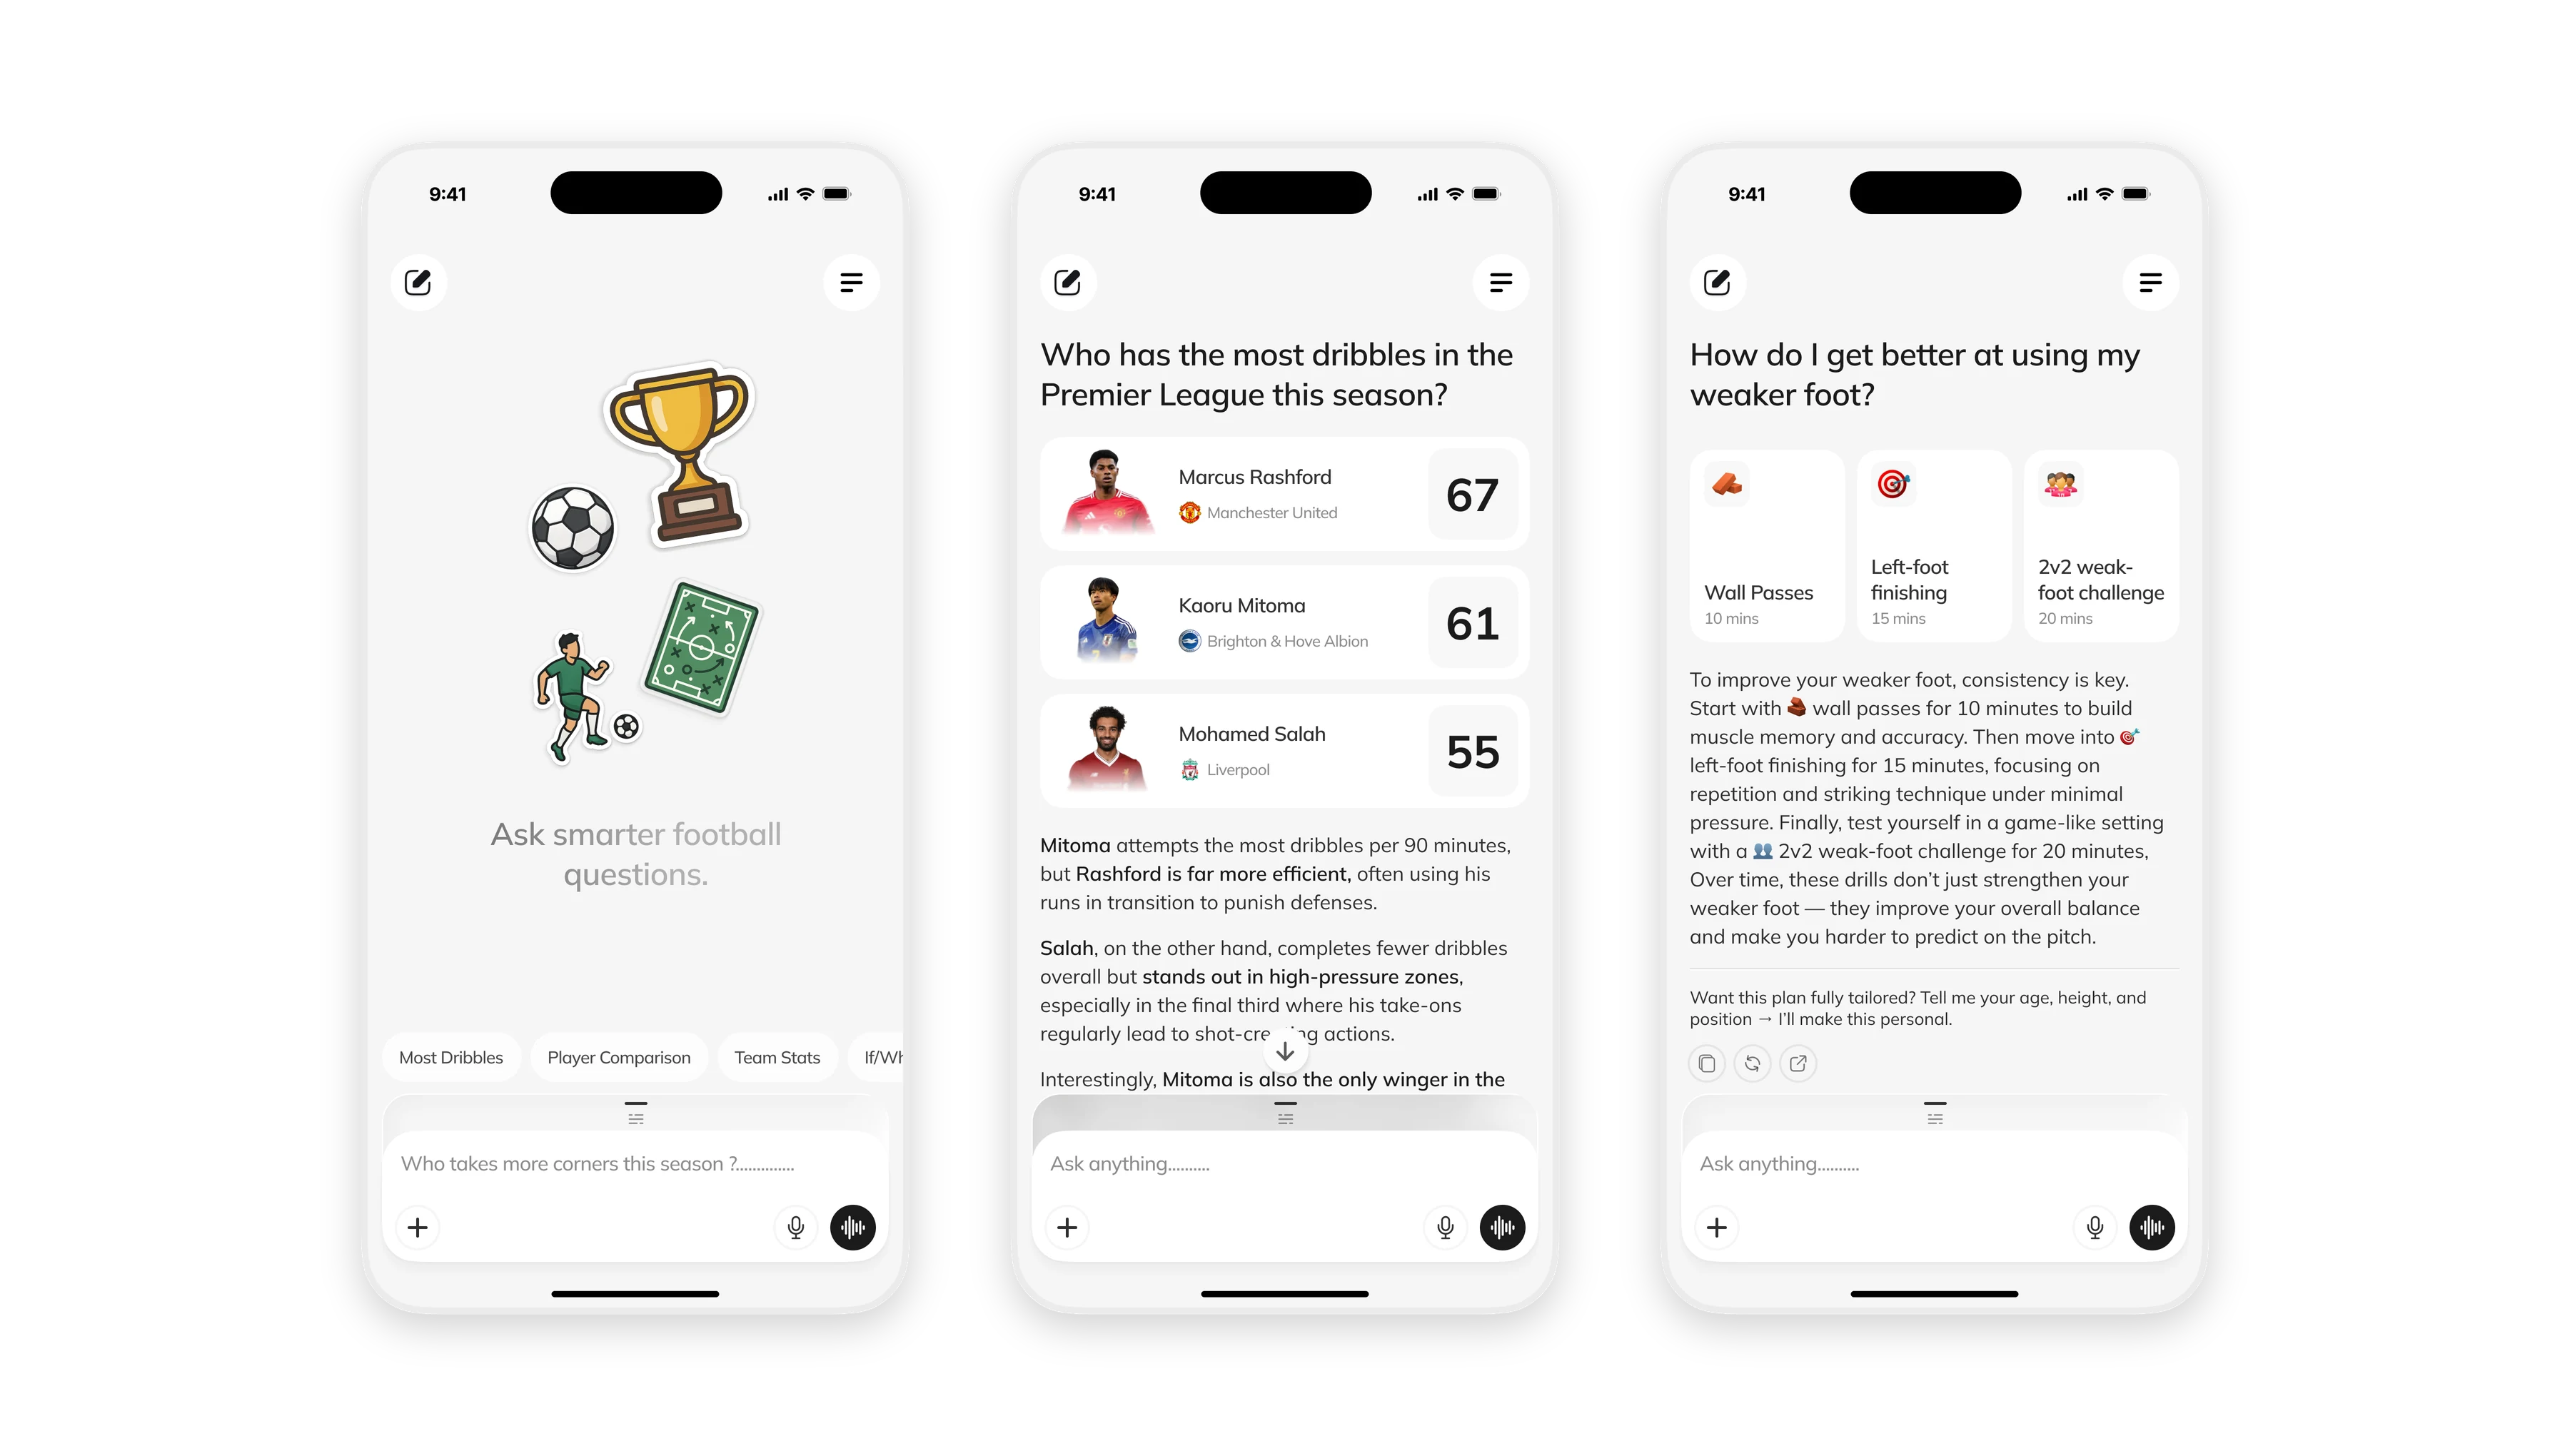 9:41
Ask smarter football
questions.
Most Dribbles
Player Comparison
Team Stats
If/Wh
Who takes more corners this season ?..............
9:41
Who has the most dribbles in the
Premier League this season?
Marcus Rashford
Manchester United
67
Kaoru Mitoma
Brighton & Hove Albion
61
Mohamed Salah
Liverpool
55
Mitoma attempts the most dribbles per 90 minutes,
but Rashford is far more efficient, often using his
runs in transition to punish defenses.
Salah, on the other hand, completes fewer dribbles
overall but stands out in high-pressure zones,
especially in the final third where his take-ons
regularly lead to shot-creating actions.
Interestingly, Mitoma is also the only winger in the
Ask anything..........
9:41
How do I get better at using my
weaker foot?
Wall Passes
10 mins
Left-foot
finishing
15 mins
2v2 weak-
foot challenge
20 mins
To improve your weaker foot, consistency is key.
Start with 🧱 wall passes for 10 minutes to build
muscle memory and accuracy. Then move into 🎯
left-foot finishing for 15 minutes, focusing on
repetition and striking technique under minimal
pressure. Finally, test yourself in a game-like setting
with a 👥 2v2 weak-foot challenge for 20 minutes,
Over time, these drills don’t just strengthen your
weaker foot — they improve your overall balance
and make you harder to predict on the pitch.
Want this plan fully tailored? Tell me your age, height, and
position → I’ll make this personal.
Ask anything..........